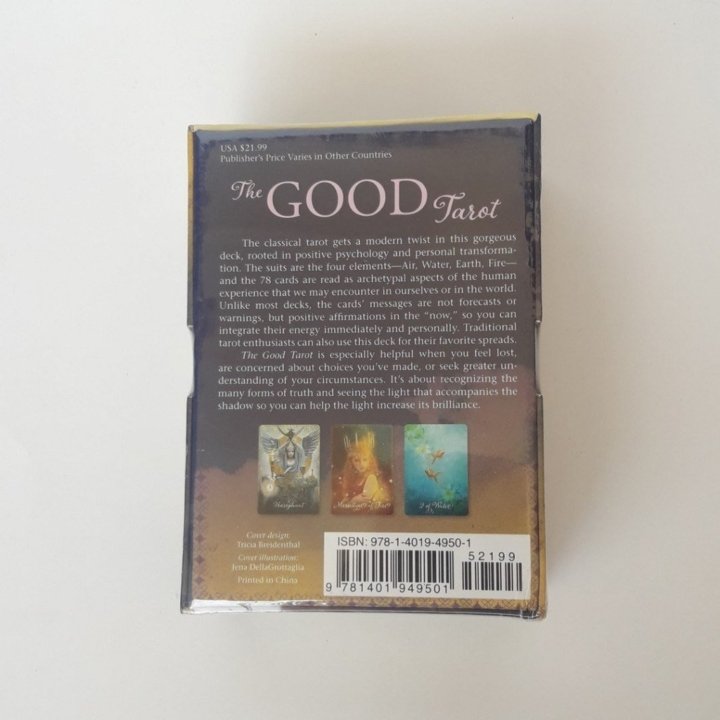 USA $21.99
Publisher's Price Varies in Other Countries
The GOOD Tarot
The classical tarot gets a modern twist in this gorgeous
deck, rooted in positive psychology and personal transforma-
tion. The suits are the four elements—Air, Water, Earth, Fire—
and the 78 cards are read as archetypal aspects of the human
experience that we may encounter in ourselves or in the world.
Unlike most decks, the cards' messages are not forecasts or
warnings, but positive affirmations in the "now," so you can
integrate their energy immediately and personally. Traditional
tarot enthusiasts can also use this deck for their favorite spreads.
The Good Tarot is especially helpful when you feel lost,
are concerned about choices you've made, or seek greater un-
derstanding of your circumstances. It's about recognizing the
many forms of truth and seeing the light that accompanies the
shadow so you can help the light increase its brilliance.
Hierophant
Messenger of Fire
2 of Water
Cover design:
Tricia Breidenthal
Cover illustration:
Jena DellaGrottaglia
Printed in China
ISBN: 978-1-4019-4950-1
52199
9 781401 949501